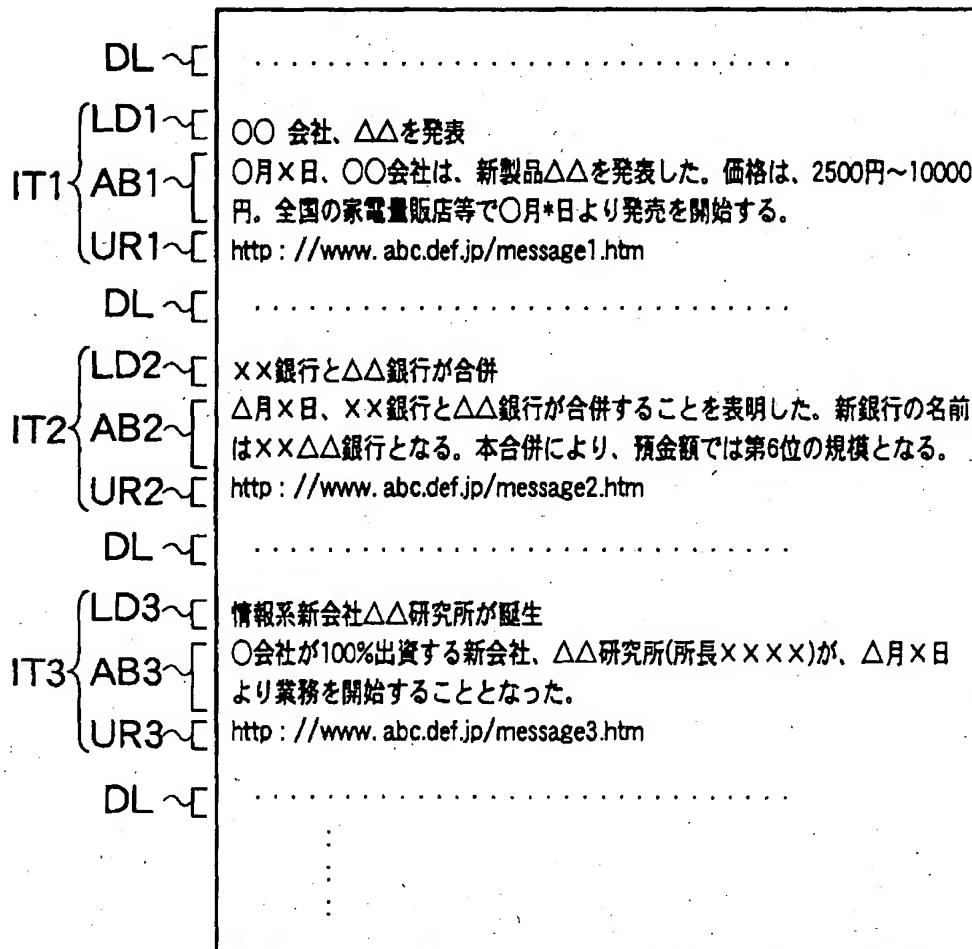 DL
. . . . . . . . . . . . . . . . . . . . . . . . . . . . . .
IT1
LD1 ○○ 会社、△△を発表
AB1 ○月×日、○○会社は、新製品△△を発表した。価格は、2500円～10000
円。全国の家電量販店等で○月*日より発売を開始する。
UR1 http : //www. abc.def.jp/message1.htm
DL
. . . . . . . . . . . . . . . . . . . . . . . . . . . . . .
IT2
LD2 ××銀行と△△銀行が合併
AB2 △月×日、××銀行と△△銀行が合併することを表明した。新銀行の名前
は××△△銀行となる。本合併により、預金額では第6位の規模となる。
UR2 http : //www. abc.def.jp/message2.htm
DL
. . . . . . . . . . . . . . . . . . . . . . . . . . . . . .
IT3
LD3 情報系新会社△△研究所が誕生
AB3 ○会社が100%出資する新会社、△△研究所(所長××××)が、△月×日
より業務を開始することとなった。
UR3 http : //www. abc.def.jp/message3.htm
DL
. . . . . . . . . . . . . . . . . . . . . . . . . . . . . .